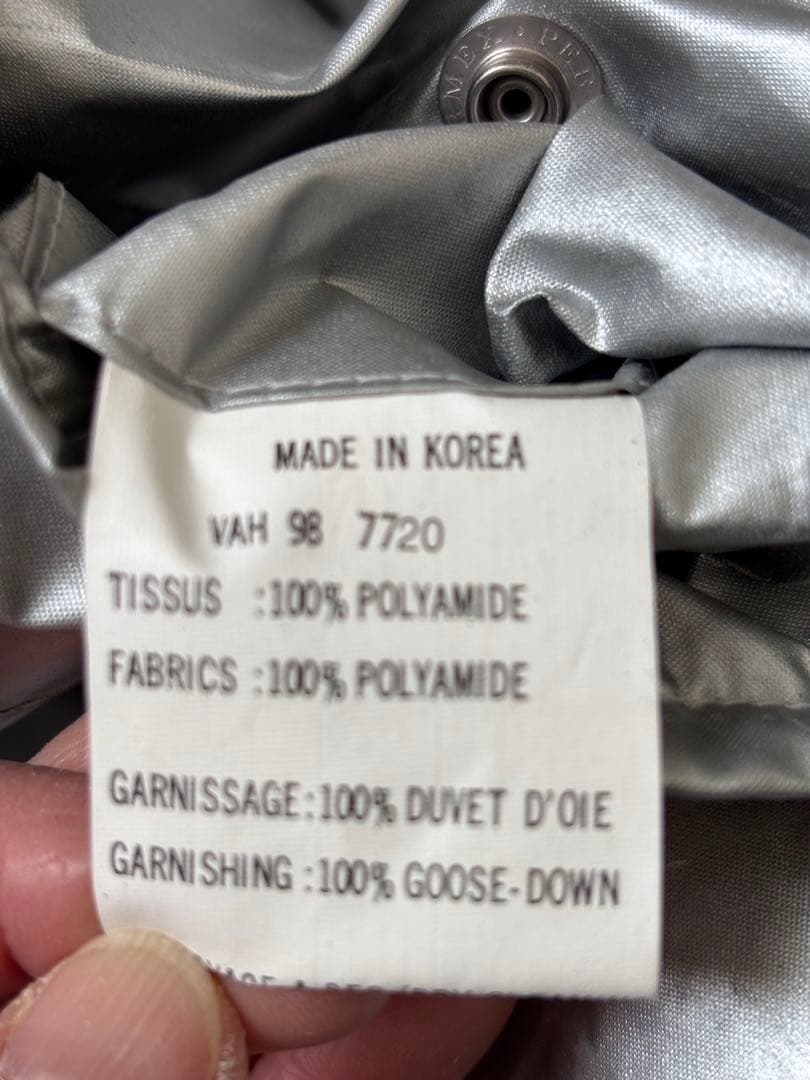 MADE IN KOREA
VAH 98 7720
TISSUS :100% POLYAMIDE
FABRICS :100% POLYAMIDE
GARNISSAGE:100% DUVET D'OIE
GARNISHING :100% GOOSE-DOWN